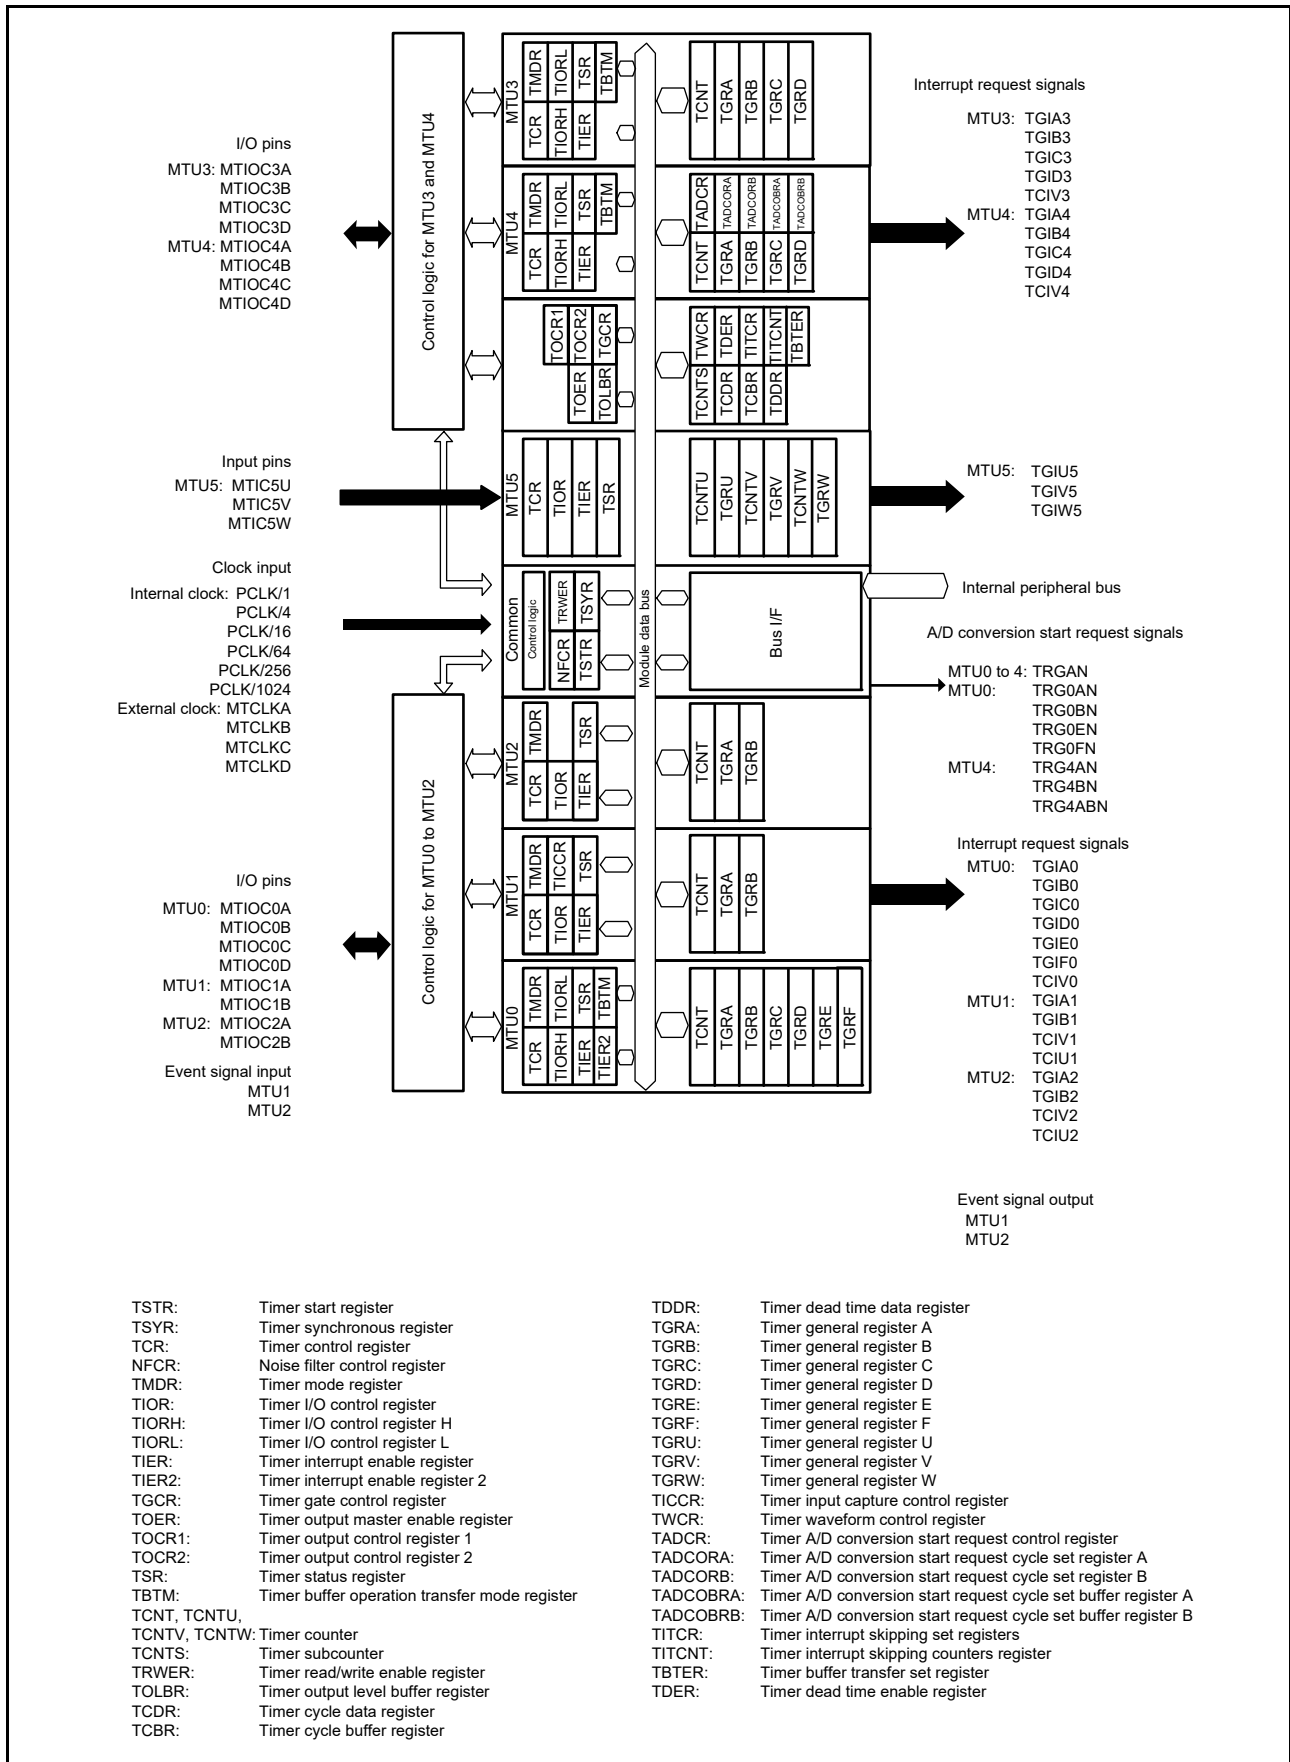 I/O pins
MTU3: MTIOC3A
MTIOC3B
MTIOC3C
MTIOC3D
MTU4: MTIOC4A
MTIOC4B
MTIOC4C
MTIOC4D
Input pins
MTU5: MTIC5U
MTIC5V
MTIC5W
Clock input
Internal clock: PCLK/1
PCLK/4
PCLK/16
PCLK/64
PCLK/256
PCLK/1024
External clock: MTCLKA
MTCLKB
MTCLKC
MTCLKD
I/O pins
MTU0: MTIOC0A
MTIOC0B
MTIOC0C
MTIOC0D
MTU1: MTIOC1A
MTIOC1B
MTU2: MTIOC2A
MTIOC2B
Event signal input
MTU1
MTU2
Control logic for MTU3 and MTU4
Control logic for MTU0 to MTU2
MTU3
TMDR
TIORL
TSR
TBTM
TCR
TIORH
TIER
TCNT
TGRA
TGRB
TGRC
TGRD
MTU4
TMDR
TIORL
TSR
TBTM
TCR
TIORH
TIER
TADCR
TADCORA
TADCORB
TADCOBRA
TADCOBRB
TCNT
TGRA
TGRB
TGRC
TGRD
TOCR1
TOCR2
TGCR
TOER
TOLBR
TWCR
TDER
TITCR
TITCNT
TBTER
TCNTS
TCDR
TCBR
TDDR
MTU5
TCR
TIOR
TIER
TSR
TCNTU
TGRU
TCNTV
TGRV
TCNTW
TGRW
Common
Control logic
TRWER
TSYR
NFCR
TSTR
Module data bus
Bus I/F
MTU2
TMDR
TSR
TCR
TIOR
TIER
TCNT
TGRA
TGRB
MTU1
TMDR
TICCR
TSR
TCR
TIOR
TIER
TCNT
TGRA
TGRB
MTU0
TMDR
TIORL
TSR
TBTM
TCR
TIORH
TIER
TIER2
TCNT
TGRA
TGRB
TGRC
TGRD
TGRE
TGRF
Interrupt request signals
MTU3: TGIA3
TGIB3
TGIC3
TGID3
TCIV3
MTU4: TGIA4
TGIB4
TGIC4
TGID4
TCIV4
MTU5: TGIU5
TGIV5
TGIW5
Internal peripheral bus
A/D conversion start request signals
MTU0 to 4: TRGAN
MTU0: TRG0AN
TRG0BN
TRG0EN
TRG0FN
MTU4: TRG4AN
TRG4BN
TRG4ABN
Interrupt request signals
MTU0: TGIA0
TGIB0
TGIC0
TGID0
TGIE0
TGIF0
TCIV0
MTU1: TGIA1
TGIB1
TCIV1
TCIU1
MTU2: TGIA2
TGIB2
TCIV2
TCIU2
Event signal output
MTU1
MTU2
TSTR: Timer start register
TSYR: Timer synchronous register
TCR: Timer control register
NFCR: Noise filter control register
TMDR: Timer mode register
TIOR: Timer I/O control register
TIORH: Timer I/O control register H
TIORL: Timer I/O control register L
TIER: Timer interrupt enable register
TIER2: Timer interrupt enable register 2
TGCR: Timer gate control register
TOER: Timer output master enable register
TOCR1: Timer output control register 1
TOCR2: Timer output control register 2
TSR: Timer status register
TBTM: Timer buffer operation transfer mode register
TCNT, TCNTU,
TCNTV, TCNTW: Timer counter
TCNTS: Timer subcounter
TRWER: Timer read/write enable register
TOLBR: Timer output level buffer register
TCDR: Timer cycle data register
TCBR: Timer cycle buffer register
TDDR: Timer dead time data register
TGRA: Timer general register A
TGRB: Timer general register B
TGRC: Timer general register C
TGRD: Timer general register D
TGRE: Timer general register E
TGRF: Timer general register F
TGRU: Timer general register U
TGRV: Timer general register V
TGRW: Timer general register W
TICCR: Timer input capture control register
TWCR: Timer waveform control register
TADCR: Timer A/D conversion start request control register
TADCORA: Timer A/D conversion start request cycle set register A
TADCORB: Timer A/D conversion start request cycle set register B
TADCOBRA: Timer A/D conversion start request cycle set buffer register A
TADCOBRB: Timer A/D conversion start request cycle set buffer register B
TITCR: Timer interrupt skipping set registers
TITCNT: Timer interrupt skipping counters register
TBTER: Timer buffer transfer set register
TDER: Timer dead time enable register